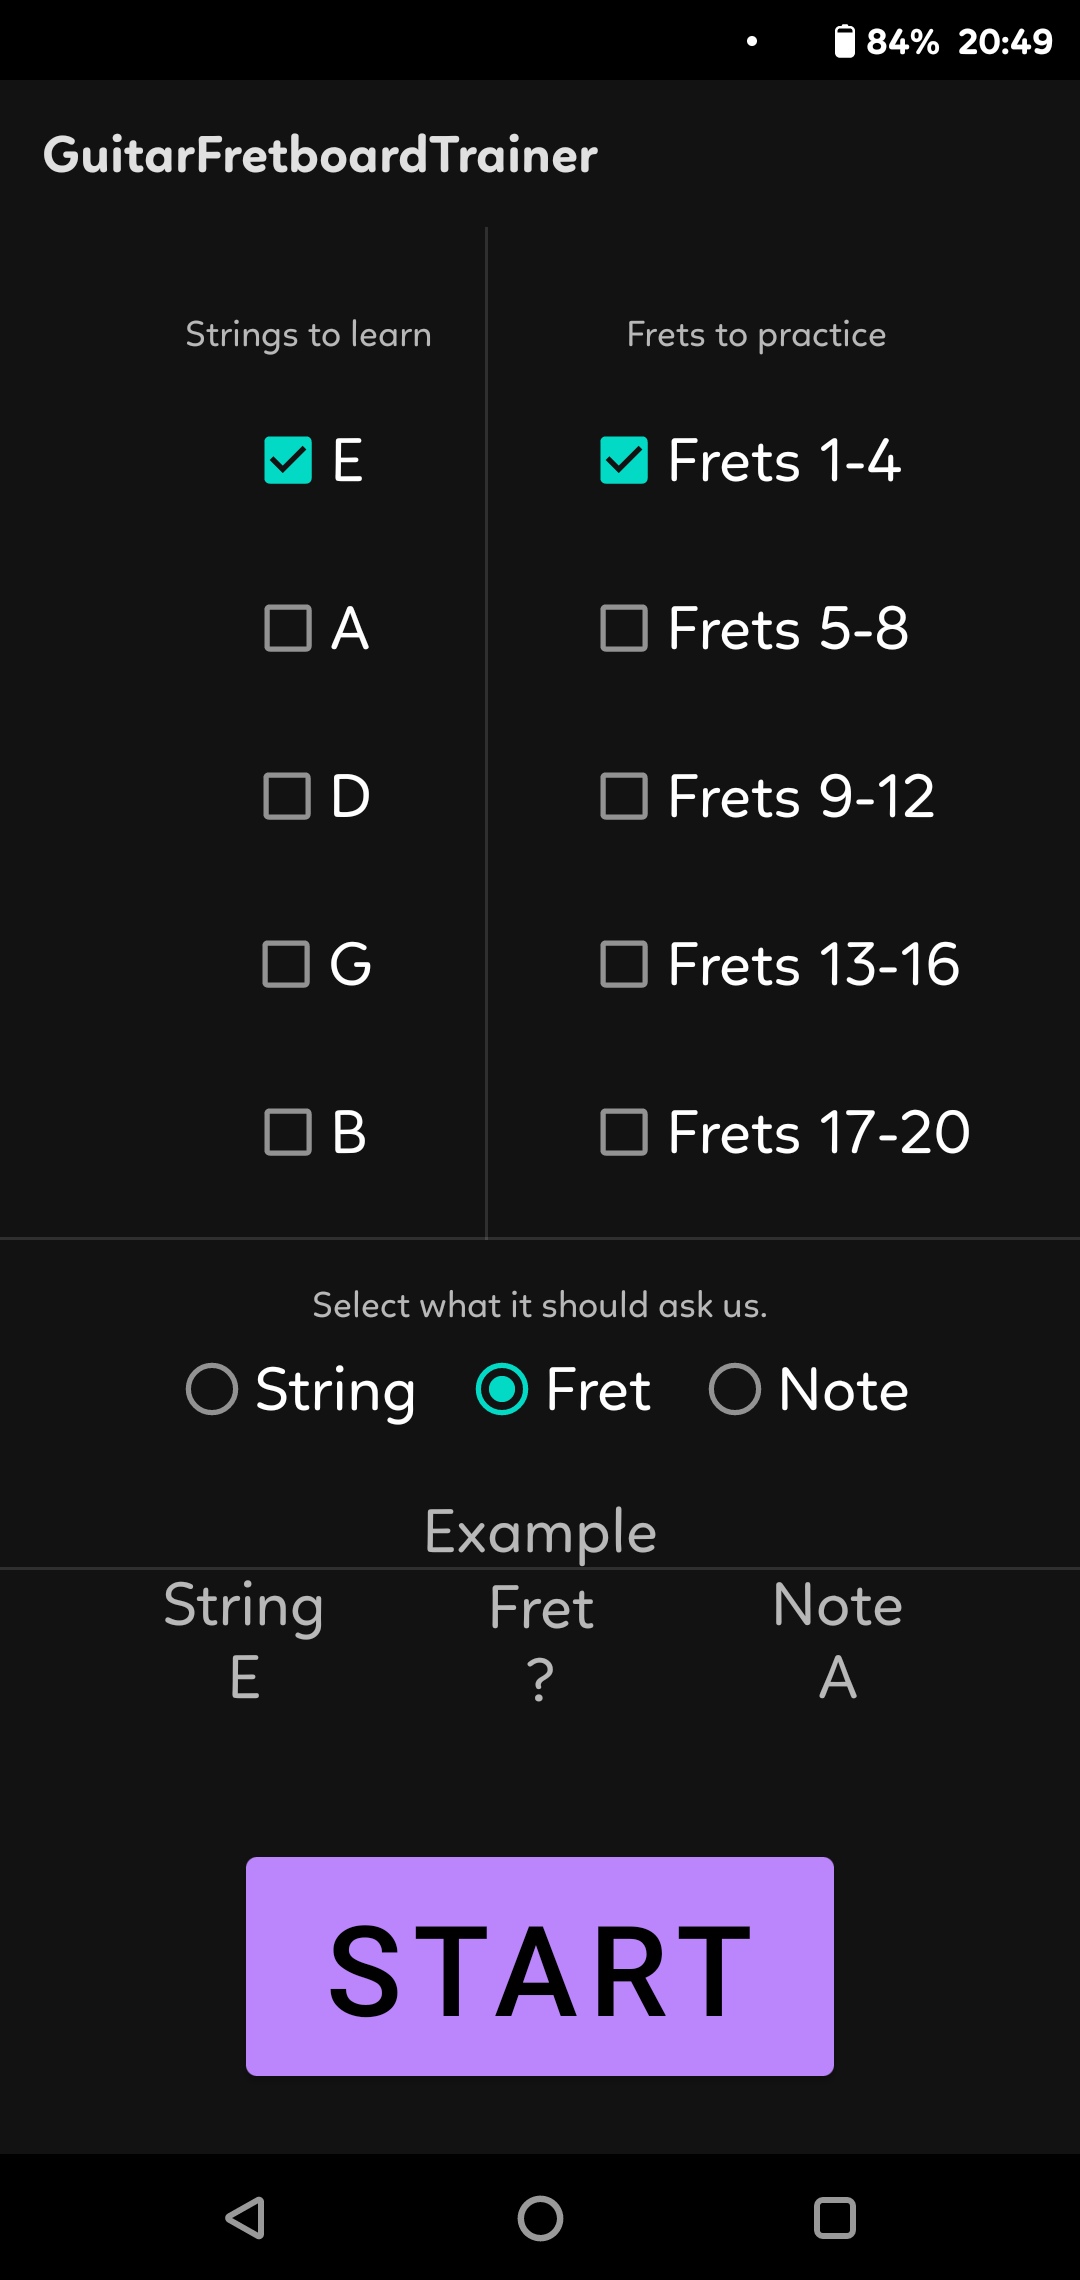 84% 20:49
GuitarFretboardTrainer
Strings to learn
Frets to practice
E
Frets 1-4
A
Frets 5-8
D
Frets 9-12
G
Frets 13-16
B
Frets 17-20
Select what it should ask us.
String Fret Note
Example
String Fret Note
E ? A
START